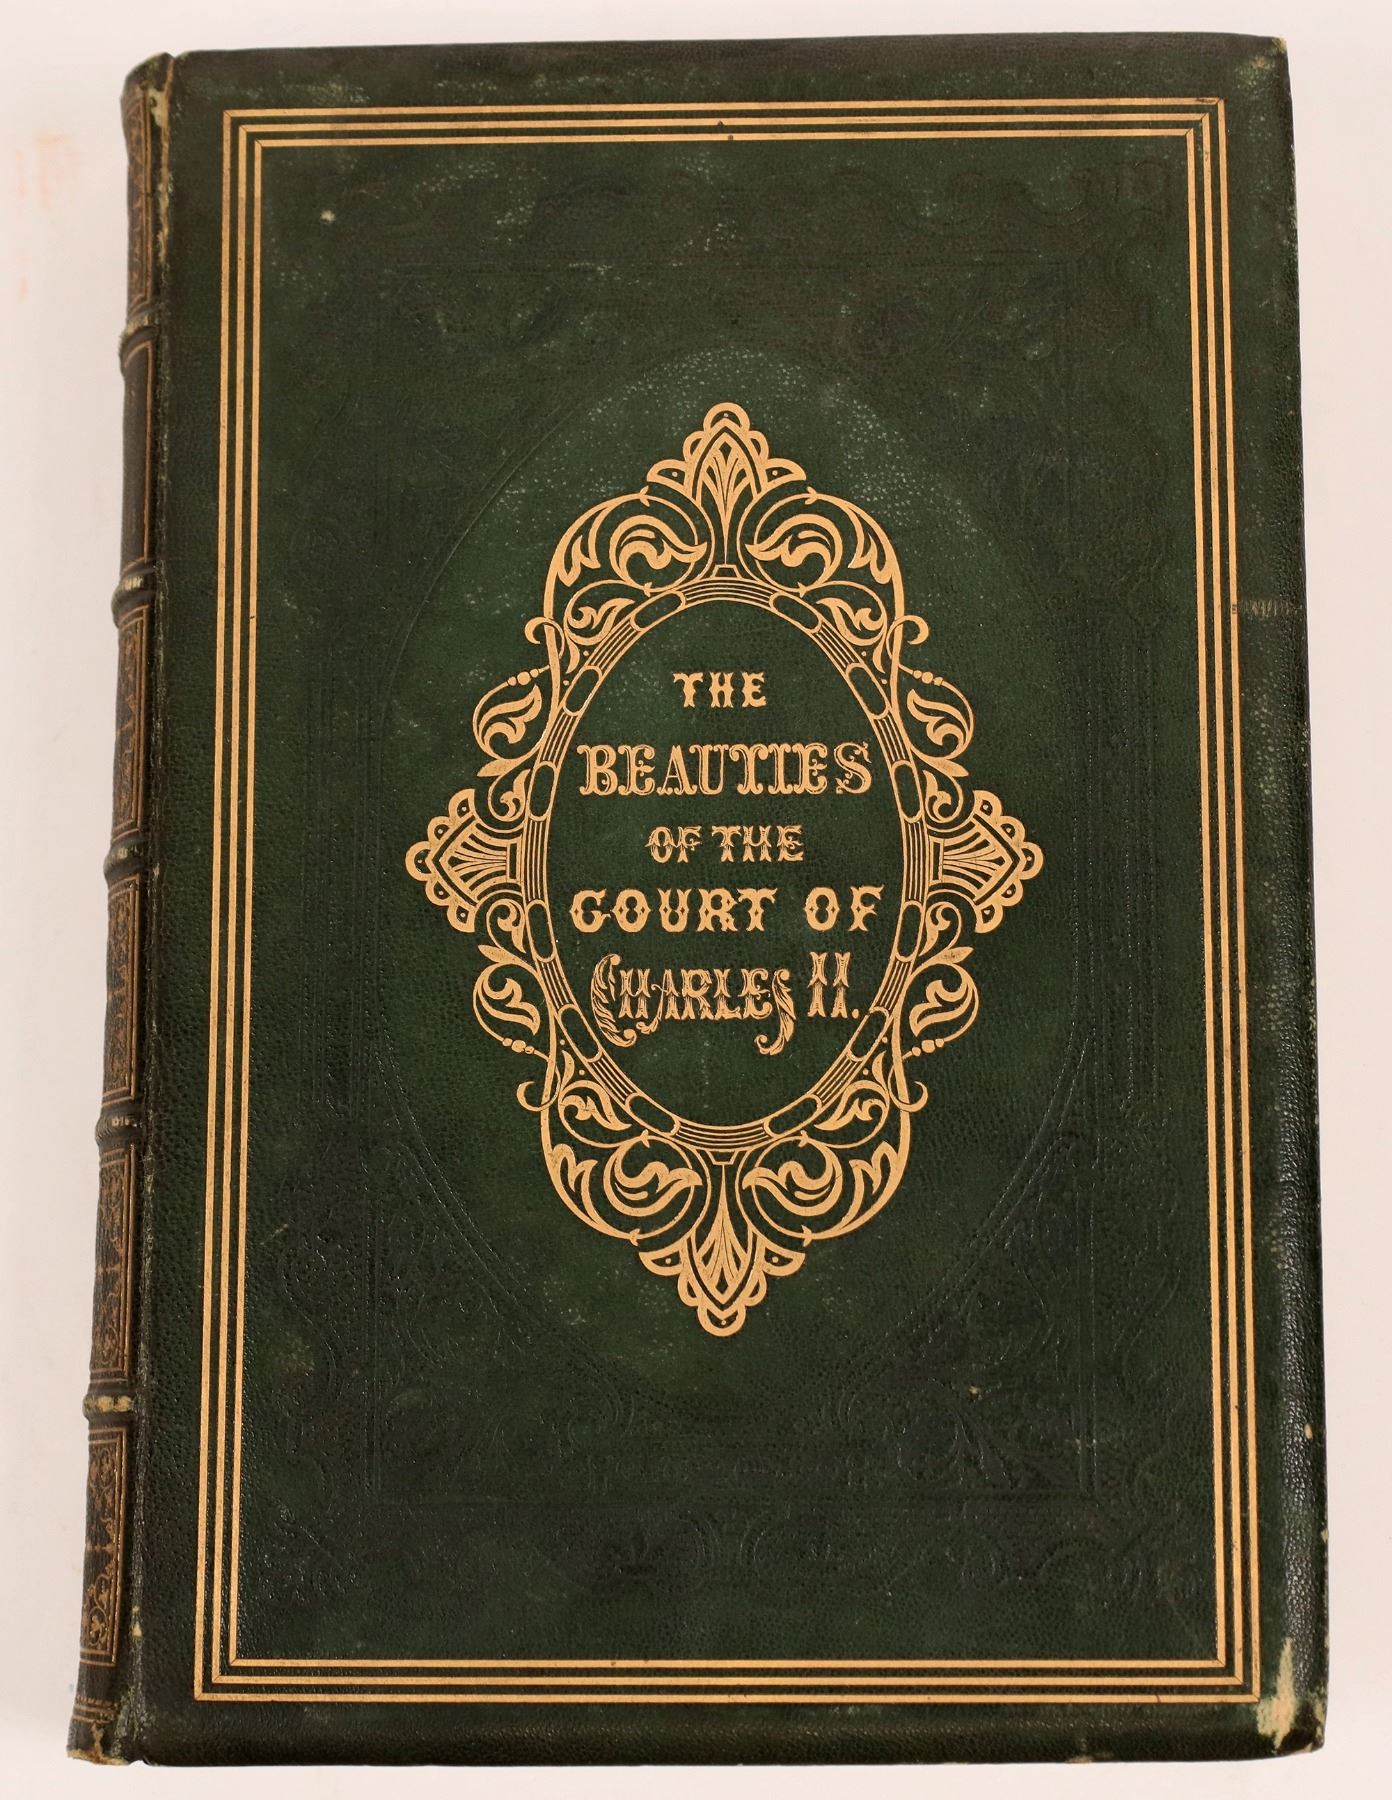 THE
BEAUTIES
OF THE
COURT OF
CHARLES II.